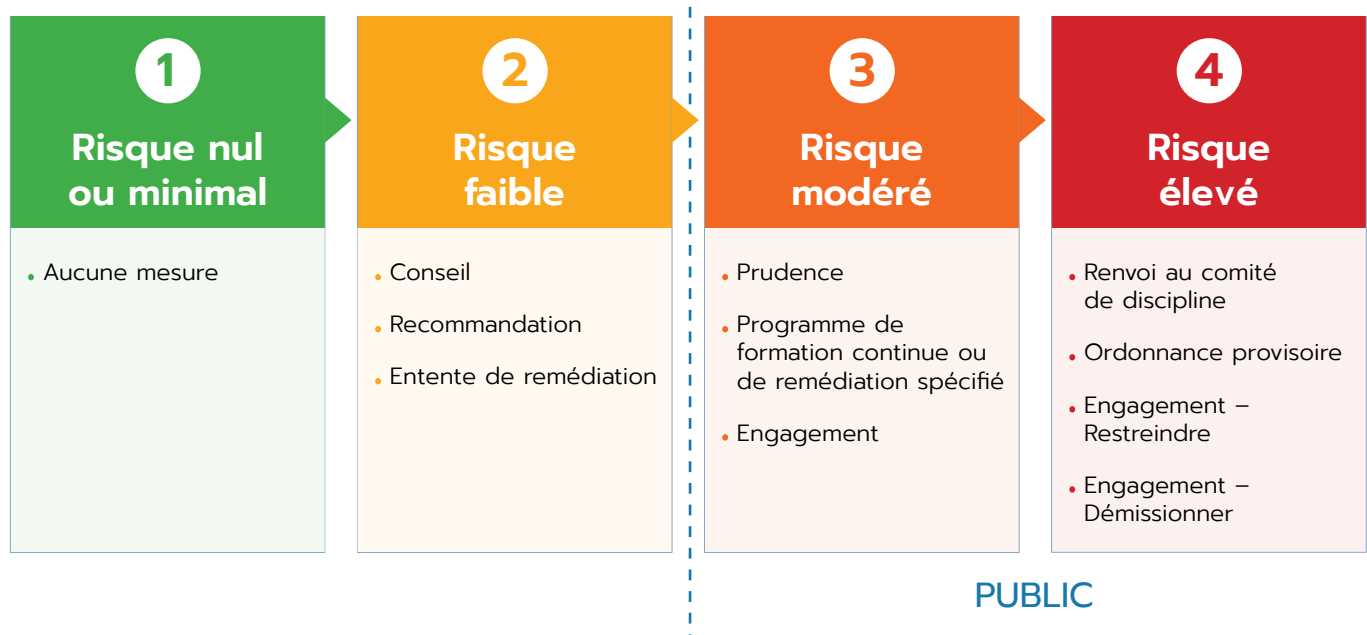 1
Risque nul
ou minimal
• Aucune mesure
2
Risque
faible
• Conseil
• Recommandation
• Entente de remédiation
3
Risque
modéré
• Prudence
• Programme de
formation continue ou
de remédiation spécifié
• Engagement
4
Risque
élevé
• Renvoi au comité
de discipline
• Ordonnance provisoire
• Engagement –
Restreindre
• Engagement –
Démissionner
PUBLIC